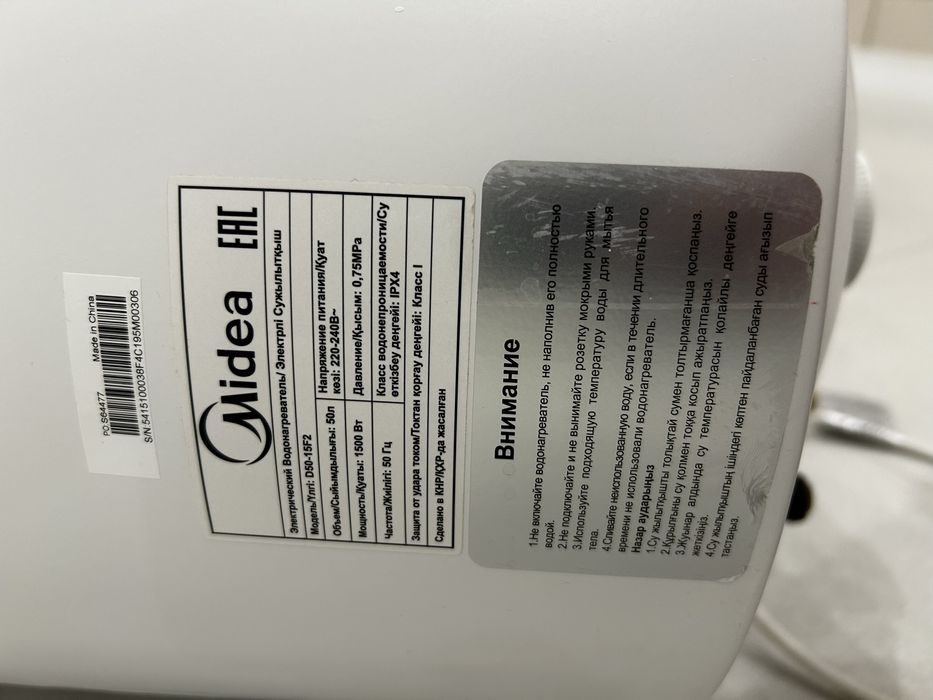 PO:S64477 Made in China
S/N:5415100038F4C195M00306
Midea EAC
Электрический Водонагреватель/ Электрлі Сужылытқыш
Модель/Үлгі: D50-15F2
Объем/Сыйымдылығы: 50л
Напряжение питания/Қуат
көзі: 220-240В~
Мощность/Қуаты: 1500 Вт
Давление/Қысым: 0,75MPa
Частота/Жиілігі: 50 Гц
Класс водонепроницаемости/Су
өткізбеу деңгейі: IPX4
Защита от удара током/Токтан қорғау деңгейі: Класс I
Сделано в КНР/ҚХР-да жасалған
Внимание
1.Не включайте водонагреватель, не наполнив его полностью
водой.
2.Не подключайте и не вынимайте розетку мокрыми руками.
3.Используйте подходящую температуру воды для мытья
тела.
4.Сливайте неиспользованную воду, если в течении длительного
времени не использовали водонагреватель.
Назар аударыңыз
1.Су жылытқышты толықтай сумен толтырмағанша қоспаңыз.
2.Құрылғыны су қолмен тоққа қосып ажыратпаңыз.
3.Жуынар алдында су температурасын қолайлы деңгейге
жеткізіңіз.
4.Су жылытқыштың ішіндегі көптен пайдаланбаған суды ағызып
тастаңыз.